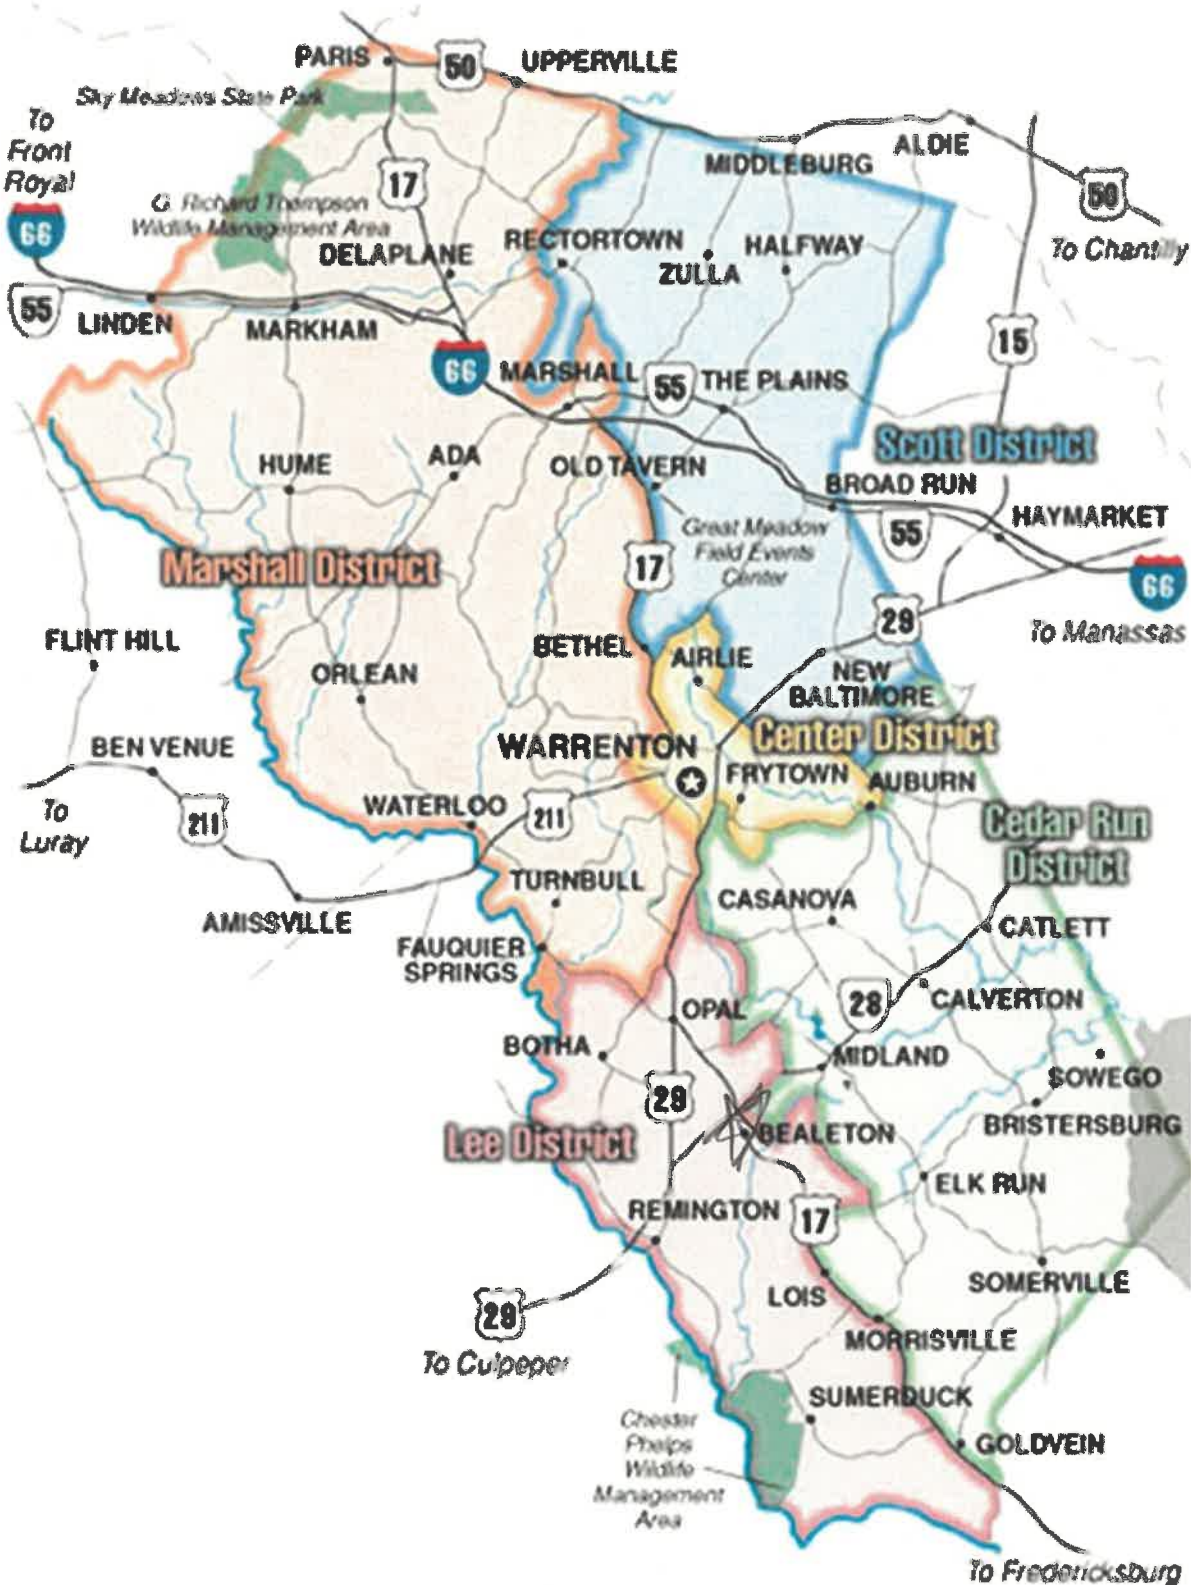 PARIS
50
UPPERVILLE
Sky Meadows State Park
To
Front
Royal
66
ALDIE
MIDDLEBURG
50
To Chantilly
17
G. Richard Thompson
Wildlife Management Area
DELAPLANE
RECTORTOWN
HALFWAY
ZULLA
55
LINDEN
MARKHAM
15
66
MARSHALL
55
THE PLAINS
Scott District
HUME
ADA
OLD TAVERN
BROAD RUN
Great Meadow
Field Events
Center
55
HAYMARKET
66
Marshall District
17
29
To Manassas
FLINT HILL
BETHEL
AIRLIE
ORLEAN
NEW
BALTIMORE
BEN VENUE
WARRENTON
Center District
FRYTOWN
AUBURN
To
Luray
211
WATERLOO
211
Cedar Run
District
TURNBULL
CASANOVA
AMISSVILLE
CATLETT
FAUQUIER
SPRINGS
28
CALVERTON
OPAL
BOTHA
MIDLAND
SOWEGO
29
BRISTERSBURG
Lee District
BEALETON
ELK RUN
REMINGTON
17
SOMERVILLE
LOIS
29
To Culpeper
MORRISVILLE
SUMERDUCK
Chester
Phelps
Wildlife
Management
Area
GOLDVEIN
To Fredericksburg